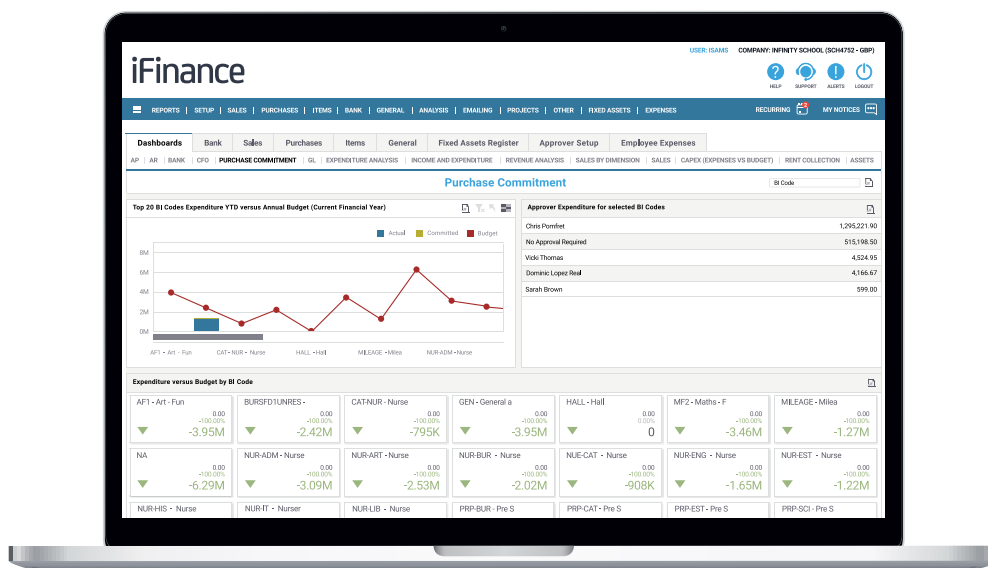 USER: ISAMS COMPANY: INFINITY SCHOOL (SCH4752 - GBP)
iFinance
?
!
HELP SUPPORT ALERTS LOGOUT
REPORTS | SETUP | SALES | PURCHASES | ITEMS | BANK | GENERAL | ANALYSIS | EMAILING | PROJECTS | OTHER | FIXED ASSETS | EXPENSES
RECURRING 2 MY NOTICES
Dashboards Bank Sales Purchases Items General Fixed Assets Register Approver Setup Employee Expenses
AP | AR | BANK | CFO | PURCHASE COMMITMENT | GL | EXPENDITURE ANALYSIS | INCOME AND EXPENDITURE | REVENUE ANALYSIS | SALES BY DIMENSION | SALES | CAPEX (EXPENSES VS BUDGET) | RENT COLLECTION | ASSETS
Purchase Commitment
BI Code
Top 20 BI Codes Expenditure YTD versus Annual Budget (Current Financial Year)
Actual Committed Budget
8M
6M
4M
2M
0M
AF1 - Art - Fun CAT-NUR - Nurse HALL -Hall MILEAGE -Milea NUR-ADM-Nurse
Approver Expenditure for selected BI Codes
Chris Pomfret 1,295,221.90
No Approval Required 515,198.50
Vicki Thomas 4,524.95
Dominic Lopez Real 4,166.67
Sarah Brown 599.00
Expenditure versus Budget by BI Code
AF1 - Art - Fun BURSFD1UNRES - CAT-NUR - Nurse GEN - General a HALL - Hall MF2 - Maths - F MILEAGE - Milea
0.00 0.00 0.00 0.00 0.00 0.00 0.00
-100.00% -100.00% -100.00% -100.00% 0.00% -100.00% -100.00%
-3.95M -2.42M -795K -3.95M 0 -3.46M -1.27M
NA NUR-ADM - Nurse NUR-ART - Nurse NUR-BUR - Nurse NUE-CAT - Nurse NUR-ENG - Nurse NUR-EST - Nurse
0.00 0.00 0.00 0.00 0.00 0.00 0.00
-100.00% -100.00% -100.00% -100.00% -100.00% -100.00% -100.00%
-6.29M -3.09M -2.53M -2.02M -908K -1.65M -1.22M
NUR-HIS - Nurse NUR-IT - Nurser NUR-LIB - Nurse PRP-BUR - Pre S PRP-CAT - Pre S PRP-EST - Pre S PRP-SCI - Pre S